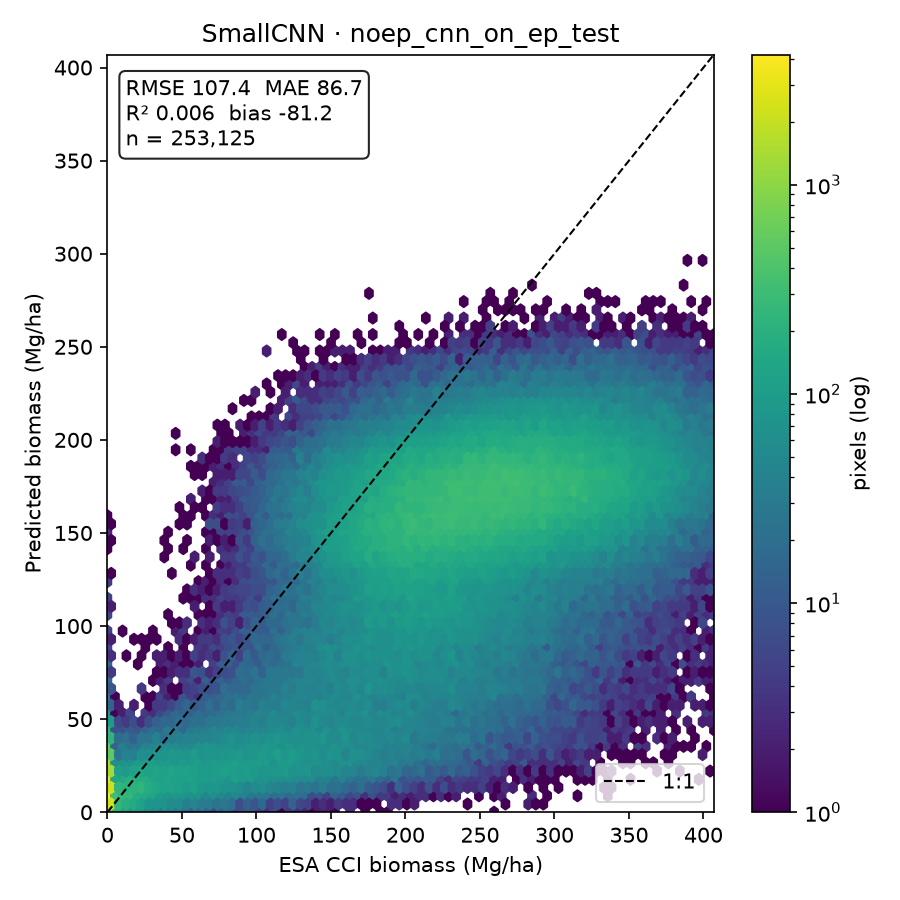 SmallCNN · noep_cnn_on_ep_test
RMSE 107.4  MAE 86.7
R² 0.006  bias -81.2
n = 253,125
400
350
300
250
200
150
100
50
0
Predicted biomass (Mg/ha)
0 50 100 150 200 250 300 350 400
ESA CCI biomass (Mg/ha)
1:1
10³
10²
10¹
10⁰
pixels (log)